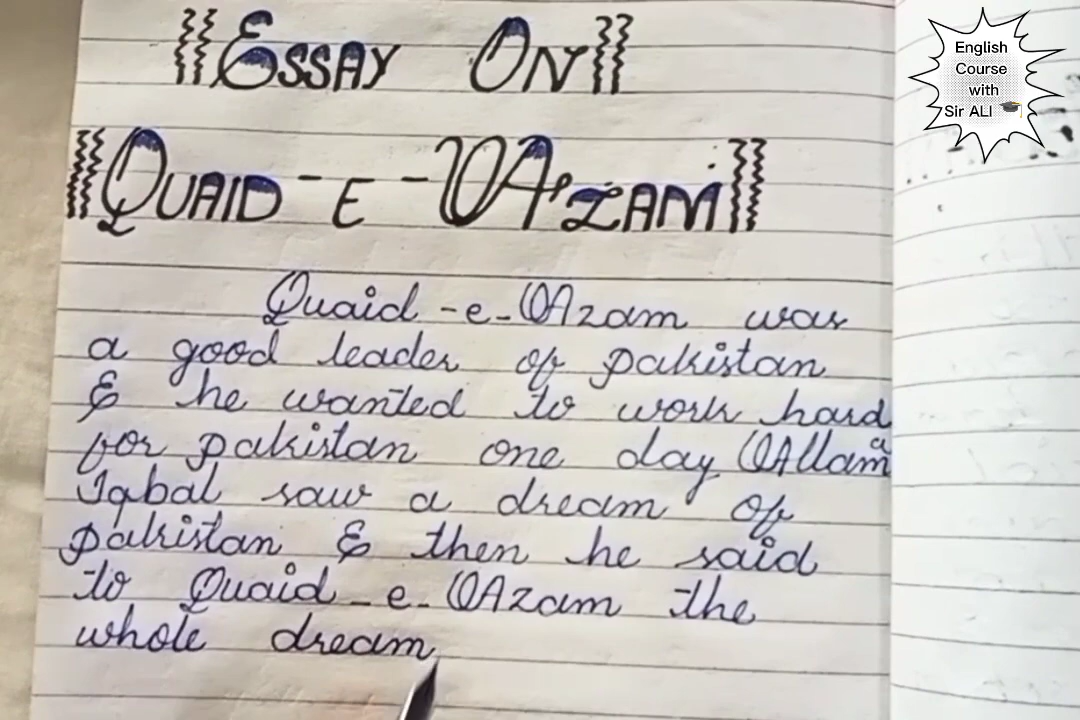 ESSAY ON
QUAID-E-AZAM
Quaid-e-Azam was
a good leader of pakistan
& he wanted to work hard
for pakistan one day Allama
Iqbal saw a dream of
pakistan & then he said
to Quaid-e-Azam the
whole dream
English
Course
with
Sir ALI